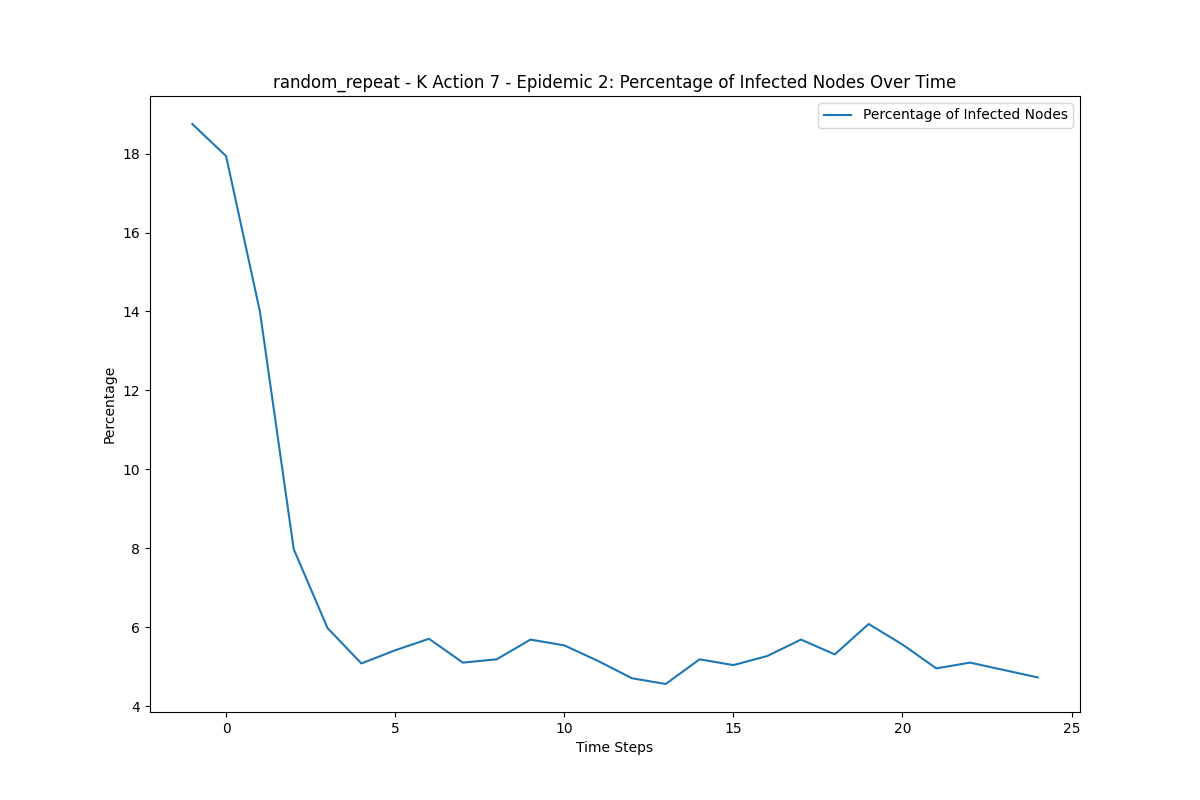 random_repeat - K Action 7 - Epidemic 2: Percentage of Infected Nodes Over Time
Percentage of Infected Nodes
Percentage
18
16
14
12
10
8
6
4
0 5 10 15 20 25
Time Steps